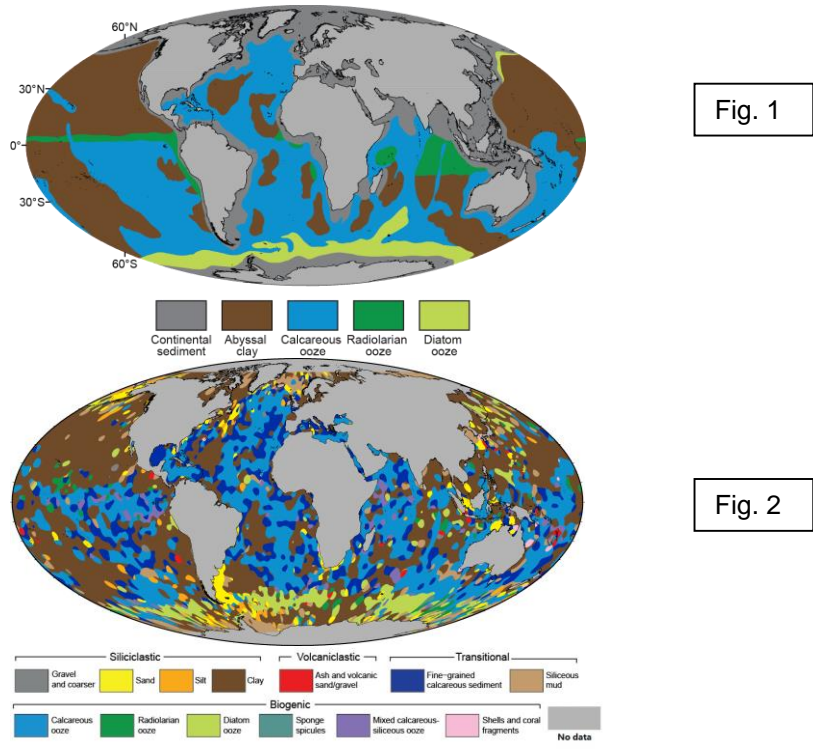 60°N
30°N
0°
30°S
60°S
Fig. 1
Continental sediment
Abyssal clay
Calcareous ooze
Radiolarian ooze
Diatom ooze
Fig. 2
Siliciclastic
Volcaniclastic
Transitional
Gravel and coarser
Sand
Silt
Clay
Ash and volcanic sand/gravel
Fine-grained calcareous sediment
Siliceous mud
Biogenic
Calcareous ooze
Radiolarian ooze
Diatom ooze
Sponge spicules
Mixed calcareous-siliceous ooze
Shells and coral fragments
No data